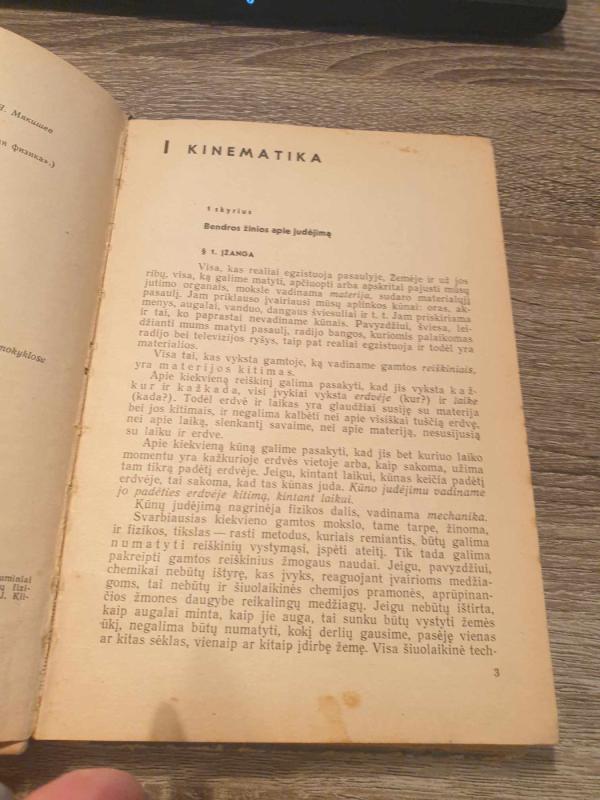 Я. Мякишев
я физика».)
mokyklose
I KINEMATIKA
1 skyrius
Bendros žinios apie judėjimą
§ 1. ĮŽANGA
Visa, kas realiai egzistuoja pasaulyje, Žemėje ir už jos
ribų, visa, ką galime matyti, apčiuopti arba apskritai pajusti mūsų
jutimo organais, moksle vadinama materija, sudaro materialųjį
pasaulį. Jam priklauso įvairiausi mūsų aplinkos kūnai: oras, ak-
menys, augalai, vanduo, dangaus šviesuliai ir t. t. Jam priskiriama
ir tai, ko paprastai nevadiname kūnais. Pavyzdžiui, šviesa, lei-
džianti mums matyti pasaulį, radijo bangos, kuriomis palaikomas
radijo bei televizijos ryšys, taip pat realiai egzistuoja ir todėl yra
materialios.
Visa tai, kas vyksta gamtoje, ką vadiname gamtos reiškiniais,
yra materijos kitimas.
Apie kiekvieną reiškinį galima pasakyti, kad jis vyksta kaž-
kur ir kažkada, visi įvykiai vyksta erdvėje (kur?) ir laike
(kada?). Todėl erdvė ir laikas yra glaudžiai susiję su materija
bei jos kitimais, ir negalima kalbėti nei apie visiškai tuščią erdvę,
nei apie laiką, slenkantį savaime, nei apie materiją, nesusijusią
su laiku ir erdve.
Apie kiekvieną kūną galime pasakyti, kad jis bet kuriuo laiko
momentu yra kažkurioje erdvės vietoje arba, kaip sakoma, užima
tam tikrą padėtį erdvėje. Jeigu, kintant laikui, kūnas keičia padėtį
erdvėje, tai sakoma, kad tas kūnas juda. Kūno judėjimu vadiname
jo padėties erdvėje kitimą, kintant laikui.
Kūnų judėjimą nagrinėja fizikos dalis, vadinama mechanika.
Svarbiausias kiekvieno gamtos mokslo, tame tarpe, žinoma,
ir fizikos, tikslas — rasti metodus, kuriais remiantis, būtų galima
numatyti reiškinių vystymąsi, įspėti ateitį. Tik tada galima
pakreipti gamtos reiškinius žmogaus naudai. Jeigu, pavyzdžiui,
chemikai nebūtų ištyrę, kas įvyks, reaguojant įvairioms medžia-
goms, tai nebūtų ir šiuolaikinės chemijos pramonės, aprūpinan-
čios žmones daugybe reikalingų medžiagų. Jeigu nebūtų ištirta,
kaip augalai minta, kaip jie auga, tai sunku būtų vystyti žemės
ūkį, negalima būtų numatyti, kokį derlių gausime, pasėję vienas
ar kitas sėklas, vienaip ar kitaip įdirbę žemę. Visa šiuolaikinė tech-
3